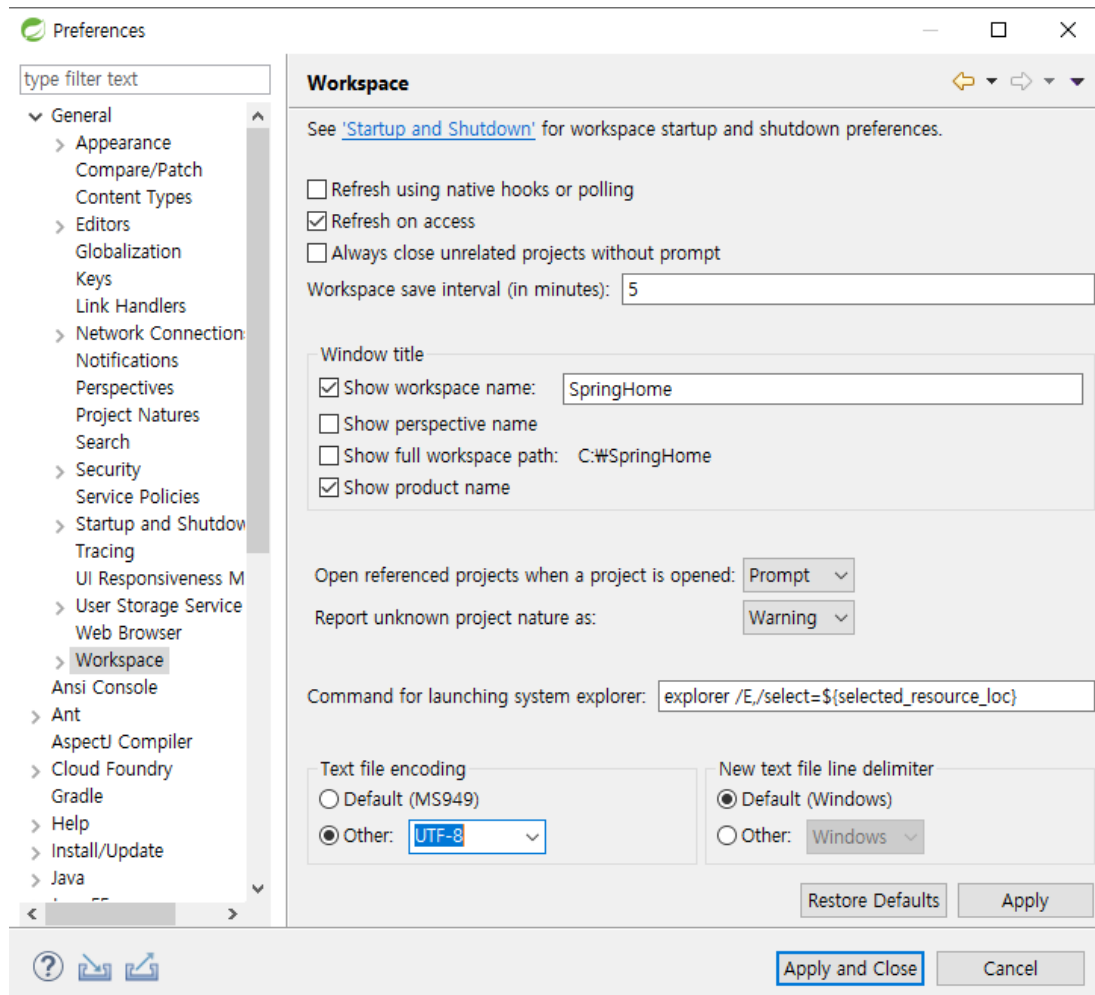 Preferences
type filter text
General
Appearance
Compare/Patch
Content Types
Editors
Globalization
Keys
Link Handlers
Network Connection
Notifications
Perspectives
Project Natures
Search
Security
Service Policies
Startup and Shutdow
Tracing
UI Responsiveness M
User Storage Service
Web Browser
Workspace
Ansi Console
Ant
AspectJ Compiler
Cloud Foundry
Gradle
Help
Install/Update
Java
Workspace
See 'Startup and Shutdown' for workspace startup and shutdown preferences.
Refresh using native hooks or polling
Refresh on access
Always close unrelated projects without prompt
Workspace save interval (in minutes): 5
Window title
Show workspace name: SpringHome
Show perspective name
Show full workspace path: C:₩SpringHome
Show product name
Open referenced projects when a project is opened: Prompt
Report unknown project nature as: Warning
Command for launching system explorer: explorer /E,/select=${selected_resource_loc}
Text file encoding
Default (MS949)
Other: UTF-8
New text file line delimiter
Default (Windows)
Other: Windows
Restore Defaults Apply
Apply and Close Cancel